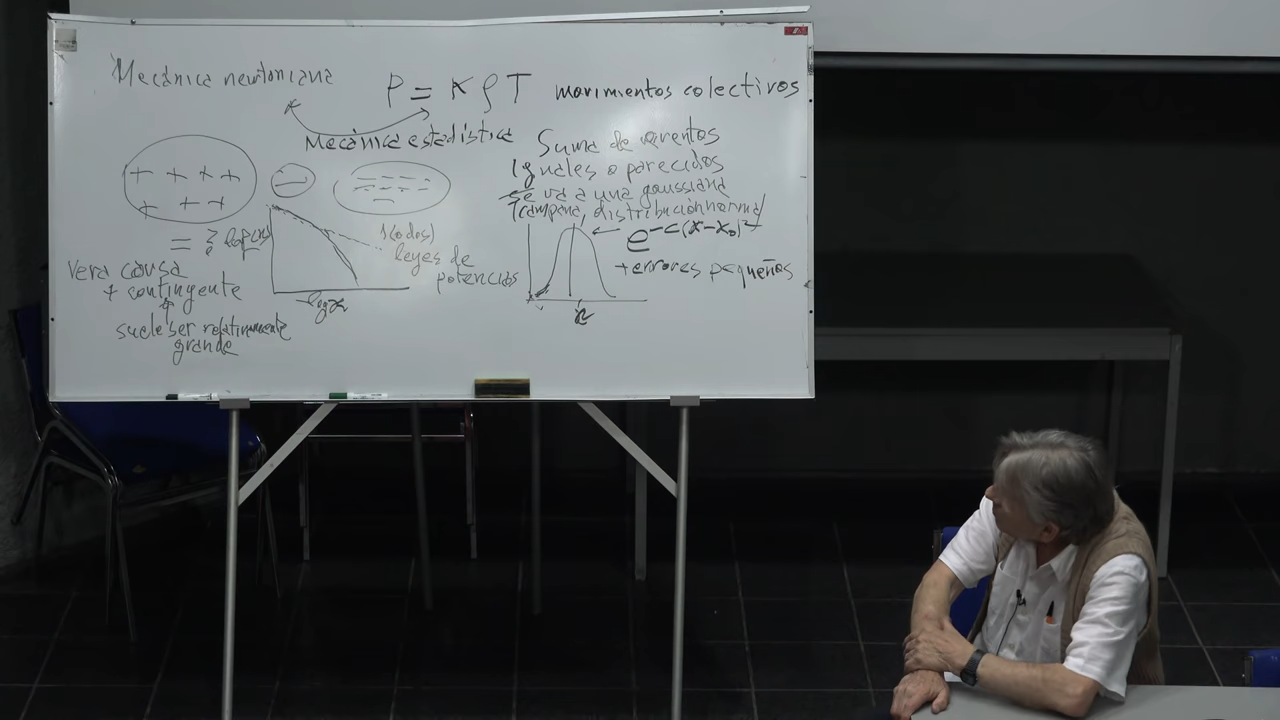 Mecánica newtoniana
P = K ρ T movimientos colectivos
Mecánica estadística
Suma de eventos
iguales o parecidos
se va a una gaussiana
(campana, distribución normal
e^-c(x-x₀)²
+ errores pequeños
+ + + +
+ + +
leyes de
potencias
log x
x
Vera causa
+ contingente
suele ser relativamente
grande